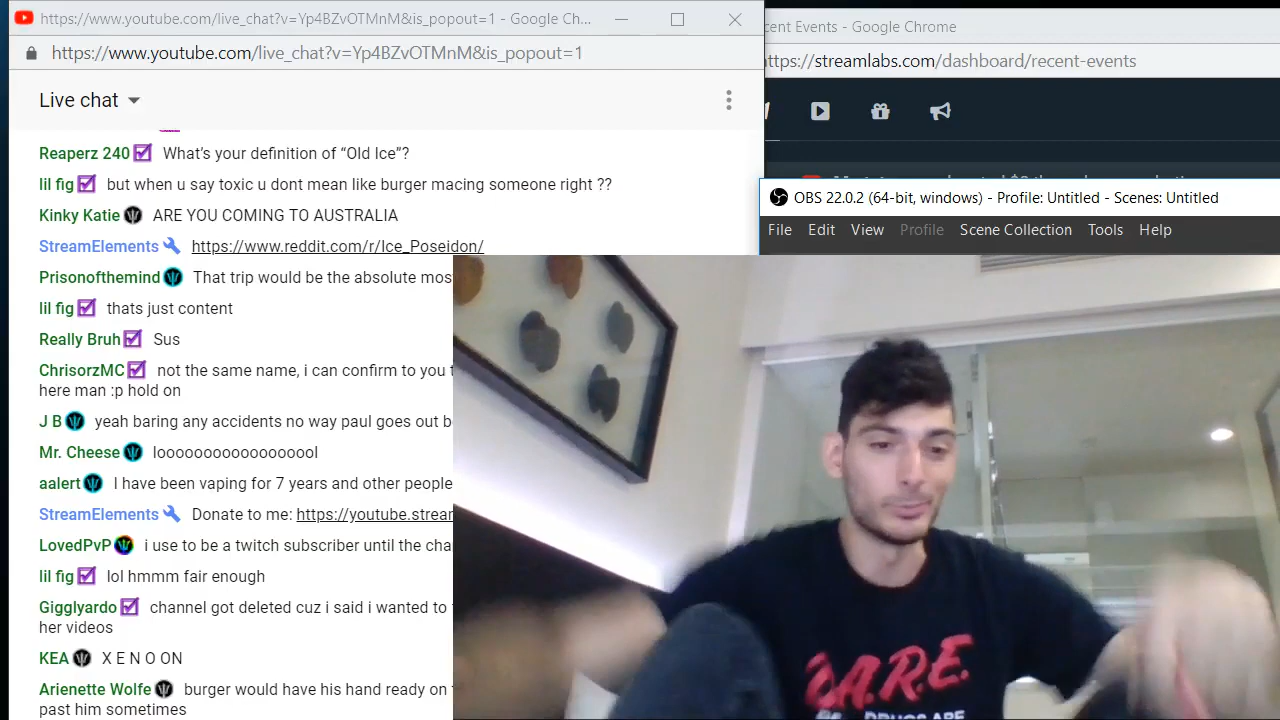 https://www.youtube.com/live_chat?v=Yp4BZvOTMnM&is_popout=1 - Google Ch...
https://www.youtube.com/live_chat?v=Yp4BZvOTMnM&is_popout=1
Live chat
Reaperz 240 What's your definition of “Old Ice”?
lil fig but when u say toxic u dont mean like burger macing someone right ??
Kinky Katie ARE YOU COMING TO AUSTRALIA
StreamElements https://www.reddit.com/r/Ice_Poseidon/
Prisonofthemind That trip would be the absolute mos
lil fig thats just content
Really Bruh Sus
ChrisorzMC not the same name, i can confirm to you
here man :p hold on
J B yeah baring any accidents no way paul goes out
Mr. Cheese loooooooooooooooool
aalert I have been vaping for 7 years and other people
StreamElements Donate to me: https://youtube.strear
LovedPvP i use to be a twitch subscriber until the cha
lil fig lol hmmm fair enough
Gigglyardo channel got deleted cuz i said i wanted to
her videos
KEA X E N O ON
Arienette Wolfe burger would have his hand ready on
past him sometimes
cent Events - Google Chrome
ttps://streamlabs.com/dashboard/recent-events
OBS 22.0.2 (64-bit, windows) - Profile: Untitled - Scenes: Untitled
File Edit View Profile Scene Collection Tools Help
D.A.R.E.
DRUGS ARE